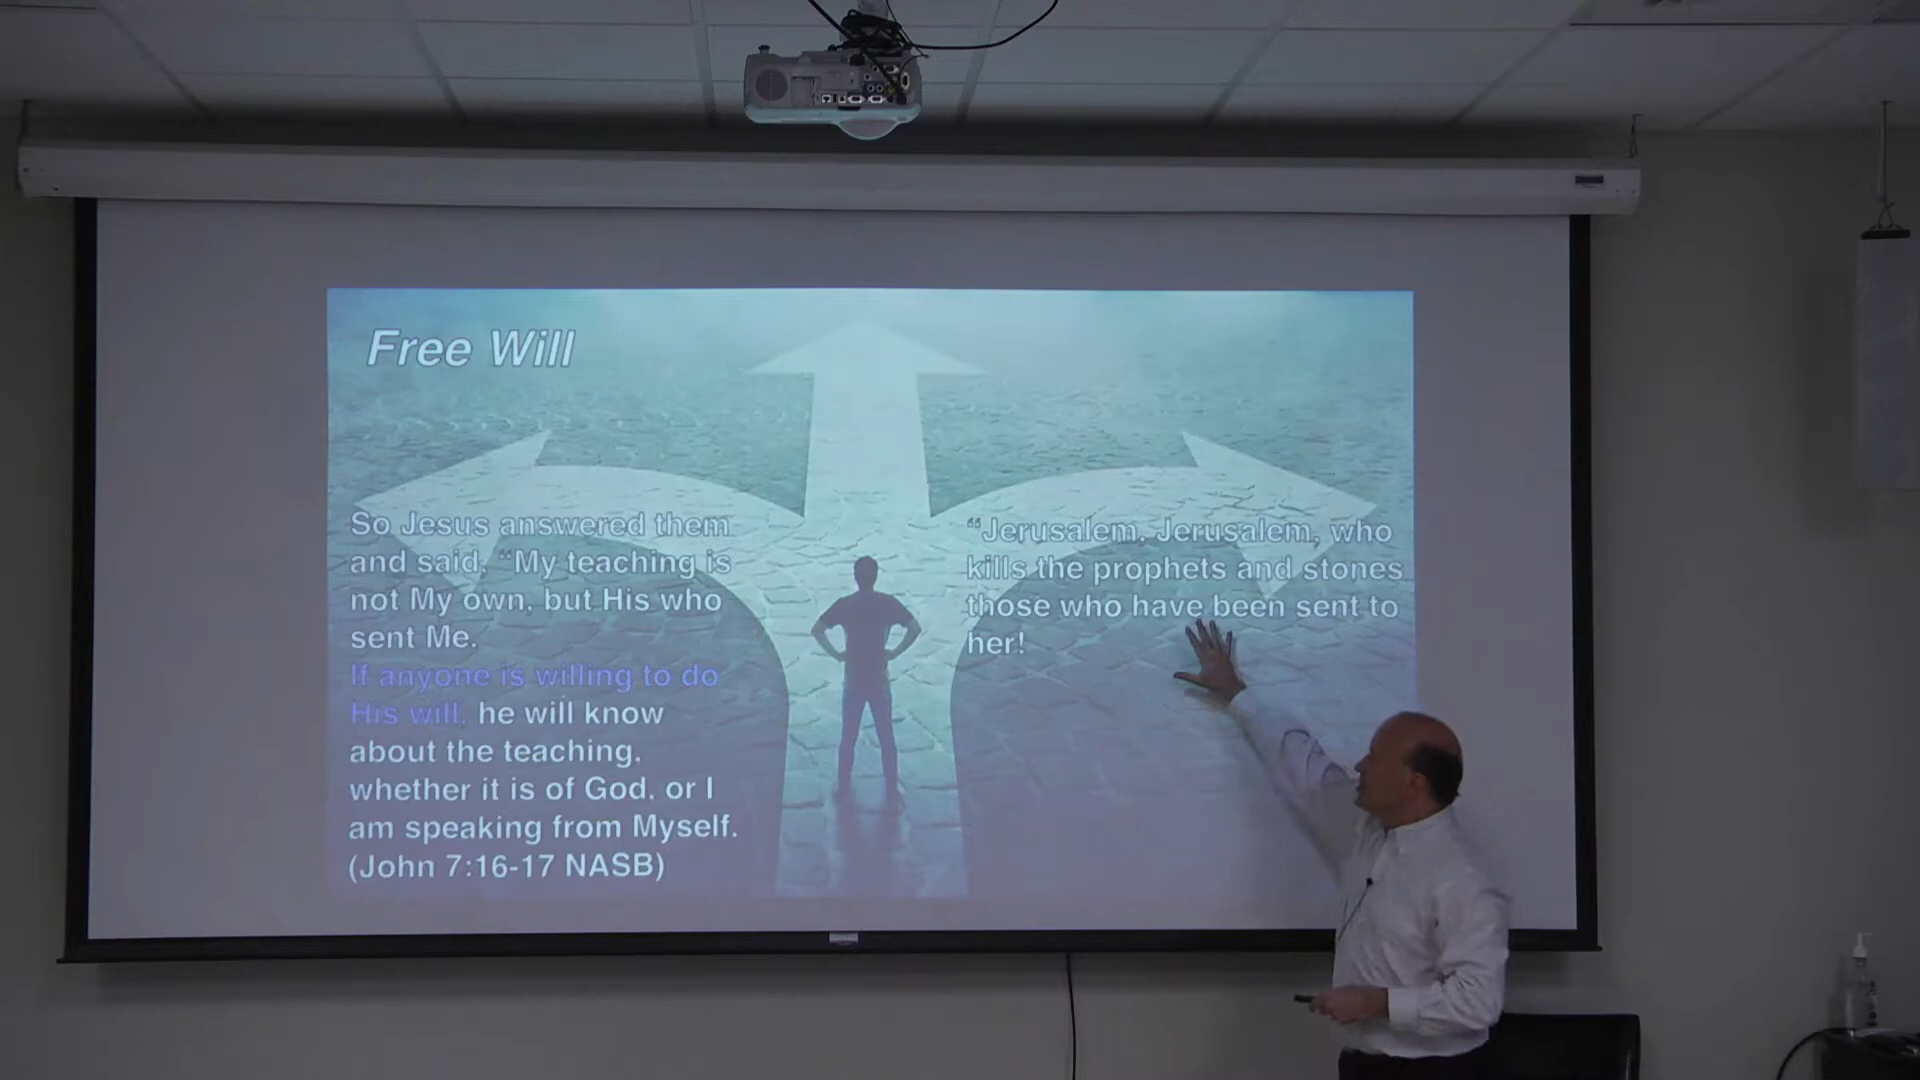 Free Will
So Jesus answered them
and said, “My teaching is
not My own, but His who
sent Me.
If anyone is willing to do
His will, he will know
about the teaching,
whether it is of God, or I
am speaking from Myself.
(John 7:16-17 NASB)
“Jerusalem, Jerusalem, who
kills the prophets and stones
those who have been sent to
her!